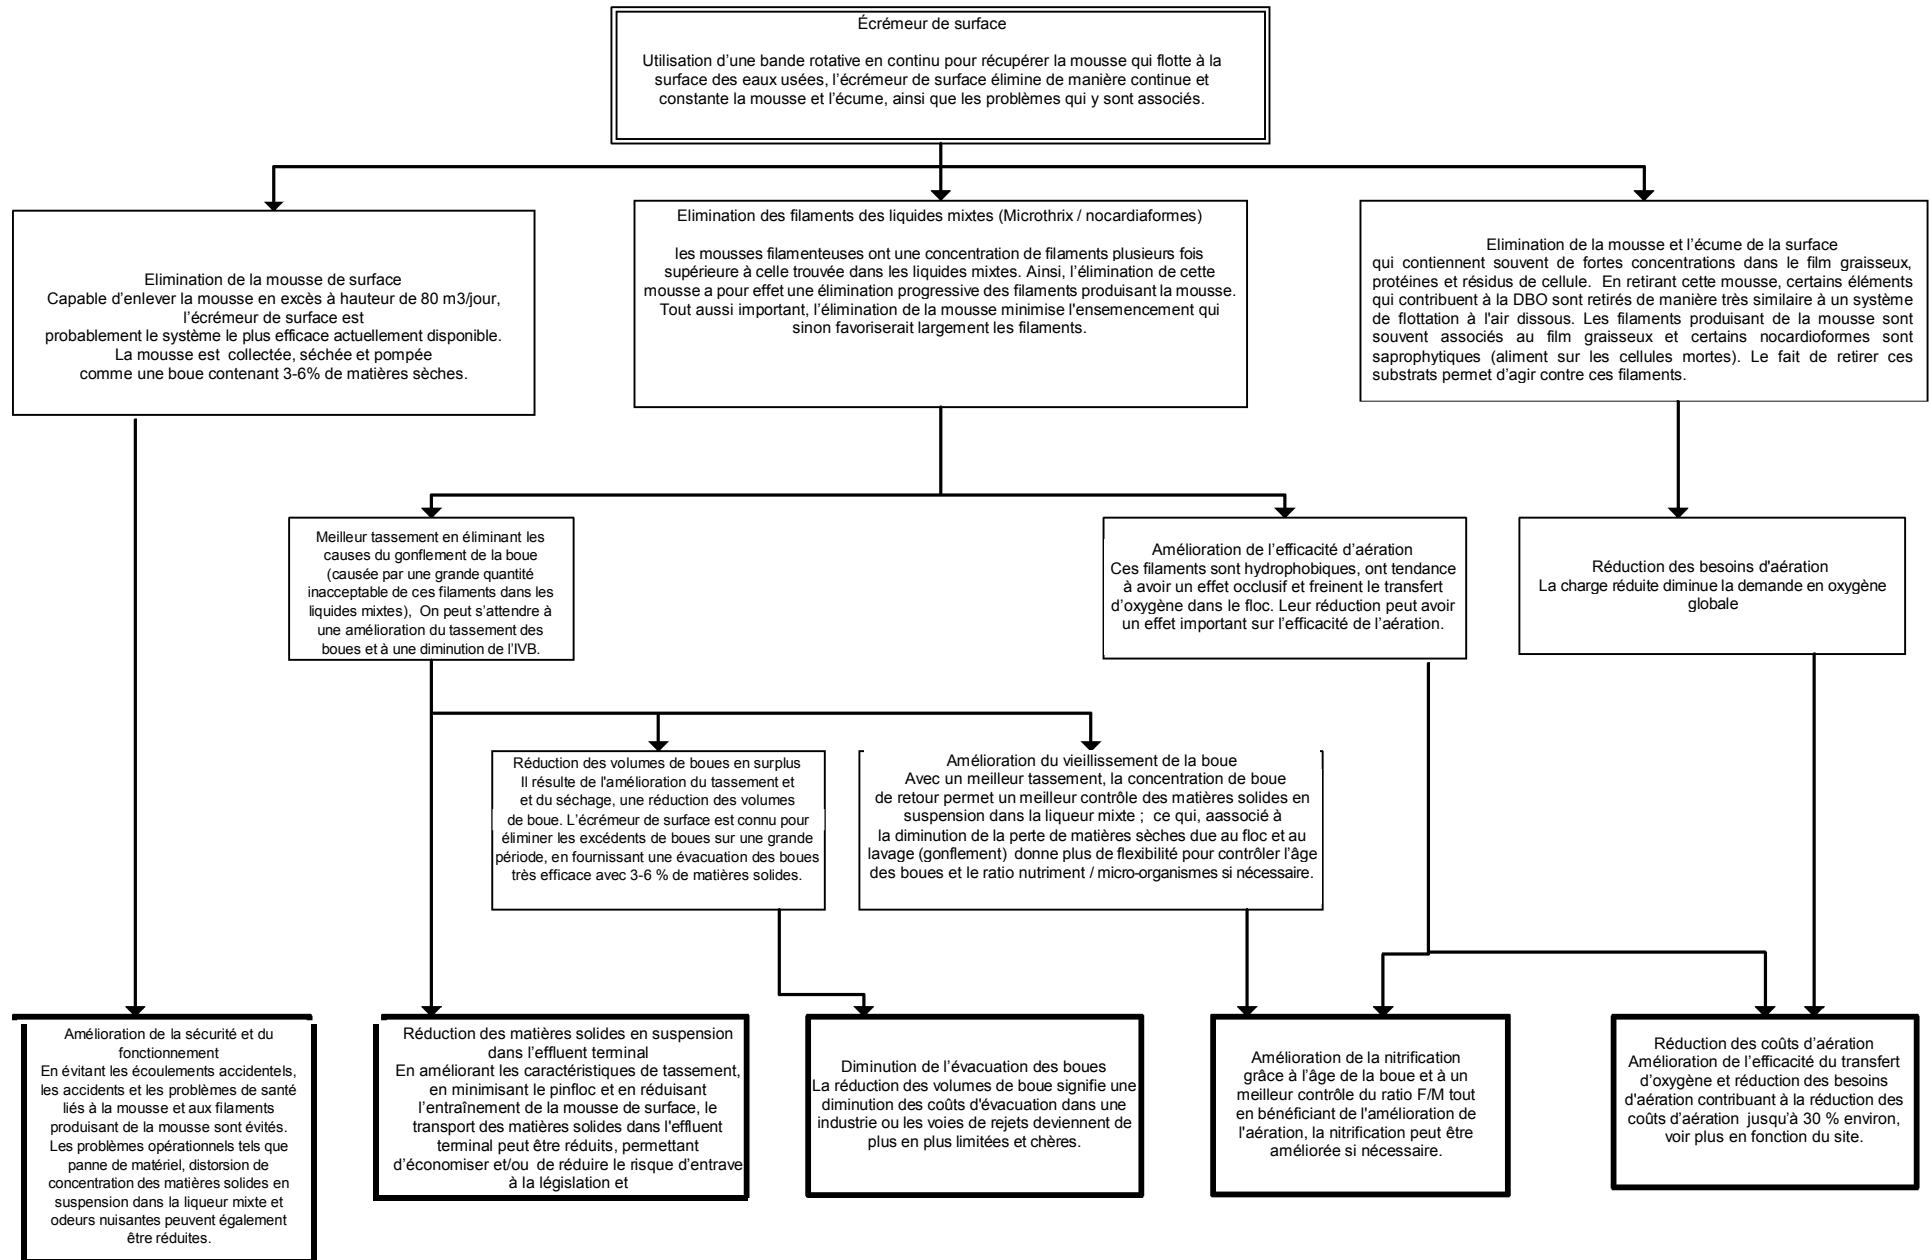 Écrémeur de surface
Utilisation d’une bande rotative en continu pour récupérer la mousse qui flotte à la
surface des eaux usées, l’écrémeur de surface élimine de manière continue et
constante la mousse et l’écume, ainsi que les problèmes qui y sont associés.
Elimination de la mousse de surface
Capable d’enlever la mousse en excès à hauteur de 80 m3/jour,
l’écrémeur de surface est
probablement le système le plus efficace actuellement disponible.
La mousse est collectée, séchée et pompée
comme une boue contenant 3-6% de matières sèches.
Elimination des filaments des liquides mixtes (Microthrix / nocardiaformes)
les mousses filamenteuses ont une concentration de filaments plusieurs fois
supérieure à celle trouvée dans les liquides mixtes. Ainsi, l’élimination de cette
mousse a pour effet une élimination progressive des filaments produisant la mousse.
Tout aussi important, l’élimination de la mousse minimise l'ensemencement qui
sinon favoriserait largement les filaments.
Elimination de la mousse et l’écume de la surface
qui contiennent souvent de fortes concentrations dans le film graisseux,
protéines et résidus de cellule. En retirant cette mousse, certains éléments
qui contribuent à la DBO sont retirés de manière très similaire à un système
de flottation à l'air dissous. Les filaments produisant de la mousse sont
souvent associés au film graisseux et certains nocardioformes sont
saprophytiques (aliment sur les cellules mortes). Le fait de retirer ces
substrats permet d’agir contre ces filaments.
Meilleur tassement en éliminant les
causes du gonflement de la boue
(causée par une grande quantité
inacceptable de ces filaments dans les
liquides mixtes), On peut s’attendre à
une amélioration du tassement des
boues et à une diminution de l’IVB.
Amélioration de l’efficacité d’aération
Ces filaments sont hydrophobiques, ont tendance
à avoir un effet occlusif et freinent le transfert
d’oxygène dans le floc. Leur réduction peut avoir
un effet important sur l’efficacité de l’aération.
Réduction des besoins d'aération
La charge réduite diminue la demande en oxygène
globale
Réduction des volumes de boues en surplus
Il résulte de l'amélioration du tassement et
et du séchage, une réduction des volumes
de boue. L’écrémeur de surface est connu pour
éliminer les excédents de boues sur une grande
période, en fournissant une évacuation des boues
très efficace avec 3-6 % de matières solides.
Amélioration du vieillissement de la boue
Avec un meilleur tassement, la concentration de boue
de retour permet un meilleur contrôle des matières solides en
suspension dans la liqueur mixte ; ce qui, aassocié à
la diminution de la perte de matières sèches due au floc et au
lavage (gonflement) donne plus de flexibilité pour contrôler l’âge
des boues et le ratio nutriment / micro-organismes si nécessaire.
Amélioration de la sécurité et du
fonctionnement
En évitant les écoulements accidentels,
les accidents et les problèmes de santé
liés à la mousse et aux filaments
produisant de la mousse sont évités.
Les problèmes opérationnels tels que
panne de matériel, distorsion de
concentration des matières solides en
suspension dans la liqueur mixte et
odeurs nuisantes peuvent également
être réduites.
Réduction des matières solides en suspension
dans l’effluent terminal
En améliorant les caractéristiques de tassement,
en minimisant le pinfloc et en réduisant
l’entraînement de la mousse de surface, le
transport des matières solides dans l'effluent
terminal peut être réduits, permettant
d’économiser et/ou de réduire le risque d’entrave
à la législation et
Diminution de l’évacuation des boues
La réduction des volumes de boue signifie une
diminution des coûts d'évacuation dans une
industrie ou les voies de rejets deviennent de
plus en plus limitées et chères.
Amélioration de la nitrification
grâce à l’âge de la boue et à un
meilleur contrôle du ratio F/M tout
en bénéficiant de l’amélioration de
l'aération, la nitrification peut être
améliorée si nécessaire.
Réduction des coûts d’aération
Amélioration de l’efficacité du transfert
d’oxygène et réduction des besoins
d'aération contribuant à la réduction des
coûts d’aération jusqu’à 30 % environ,
voir plus en fonction du site.